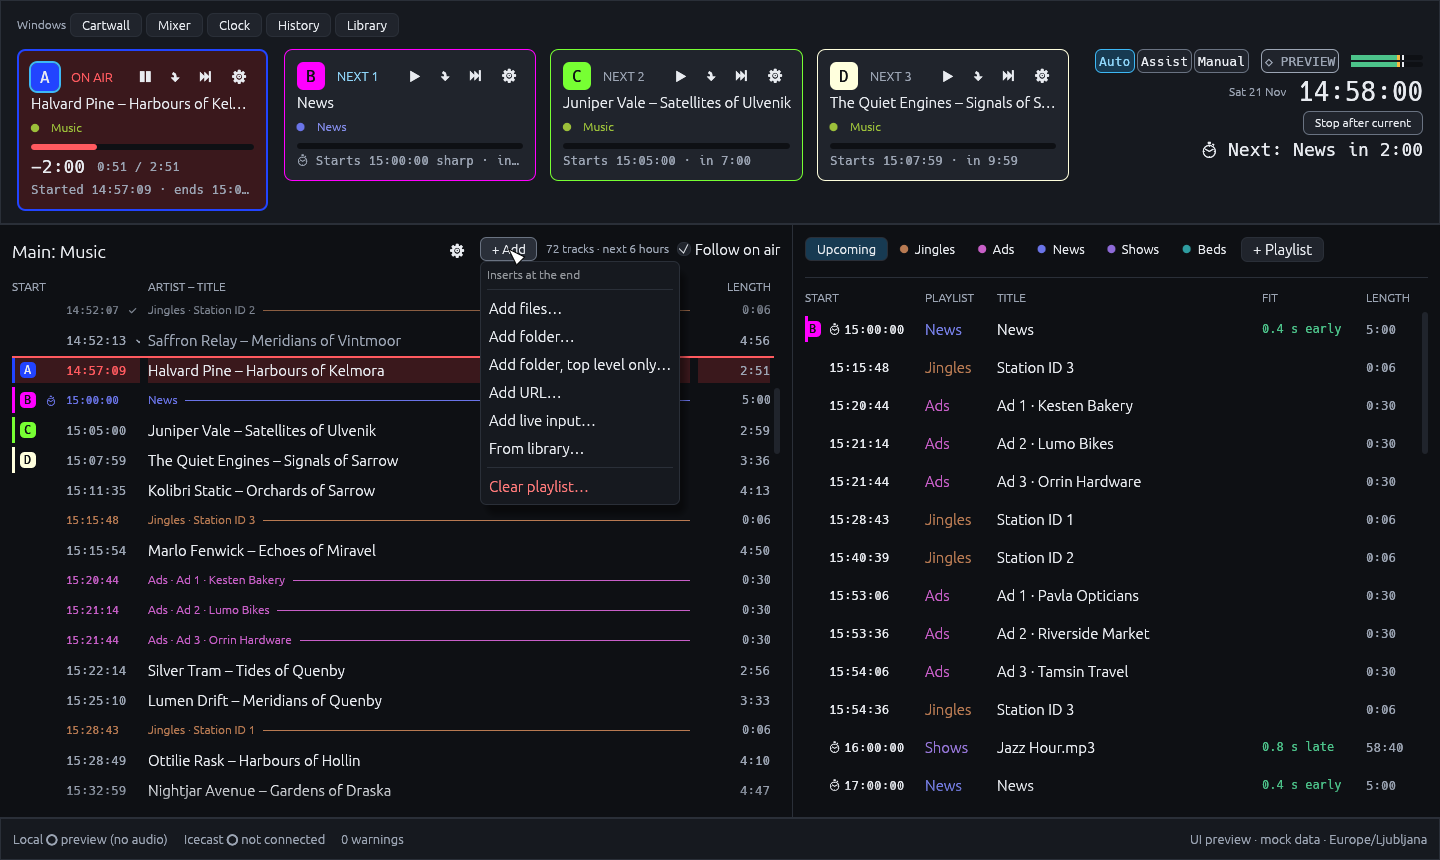 Windows Cartwall Mixer Clock History Library
A ON AIR
Halvard Pine – Harbours of Kel…
Music
−2:00 0:51 / 2:51
Started 14:57:09 · ends 15:0…
B NEXT 1
News
News
Starts 15:00:00 sharp · in…
C NEXT 2
Juniper Vale – Satellites of Ulvenik
Music
Starts 15:05:00 · in 7:00
D NEXT 3
The Quiet Engines – Signals of S…
Music
Starts 15:07:59 · in 9:59
Auto Assist Manual ◇ PREVIEW
Sat 21 Nov 14:58:00
Stop after current
Next: News in 2:00
Main: Music
+ Add 72 tracks · next 6 hours Follow on air
START ARTIST – TITLE LENGTH
14:52:07 Jingles · Station ID 2 0:06
14:52:13 Saffron Relay – Meridians of Vintmoor 4:56
A 14:57:09 Halvard Pine – Harbours of Kelmora 2:51
B 15:00:00 News 5:00
C 15:05:00 Juniper Vale – Satellites of Ulvenik 2:59
D 15:07:59 The Quiet Engines – Signals of Sarrow 3:36
15:11:35 Kolibri Static – Orchards of Sarrow 4:13
15:15:48 Jingles · Station ID 3 0:06
15:15:54 Marlo Fenwick – Echoes of Miravel 4:50
15:20:44 Ads · Ad 1 · Kesten Bakery 0:30
15:21:14 Ads · Ad 2 · Lumo Bikes 0:30
15:21:44 Ads · Ad 3 · Orrin Hardware 0:30
15:22:14 Silver Tram – Tides of Quenby 2:56
15:25:10 Lumen Drift – Meridians of Quenby 3:33
15:28:43 Jingles · Station ID 1 0:06
15:28:49 Ottilie Rask – Harbours of Hollin 4:10
15:32:59 Nightjar Avenue – Gardens of Draska 4:47
Inserts at the end
Add files…
Add folder…
Add folder, top level only…
Add URL…
Add live input…
From library…
Clear playlist…
Upcoming Jingles Ads News Shows Beds + Playlist
START PLAYLIST TITLE FIT LENGTH
B 15:00:00 News News 0.4 s early 5:00
15:15:48 Jingles Station ID 3 0:06
15:20:44 Ads Ad 1 · Kesten Bakery 0:30
15:21:14 Ads Ad 2 · Lumo Bikes 0:30
15:21:44 Ads Ad 3 · Orrin Hardware 0:30
15:28:43 Jingles Station ID 1 0:06
15:40:39 Jingles Station ID 2 0:06
15:53:06 Ads Ad 1 · Pavla Opticians 0:30
15:53:36 Ads Ad 2 · Riverside Market 0:30
15:54:06 Ads Ad 3 · Tamsin Travel 0:30
15:54:36 Jingles Station ID 3 0:06
16:00:00 Shows Jazz Hour.mp3 0.8 s late 58:40
17:00:00 News News 0.4 s early 5:00
Local preview (no audio) Icecast not connected 0 warnings
UI preview · mock data · Europe/Ljubljana